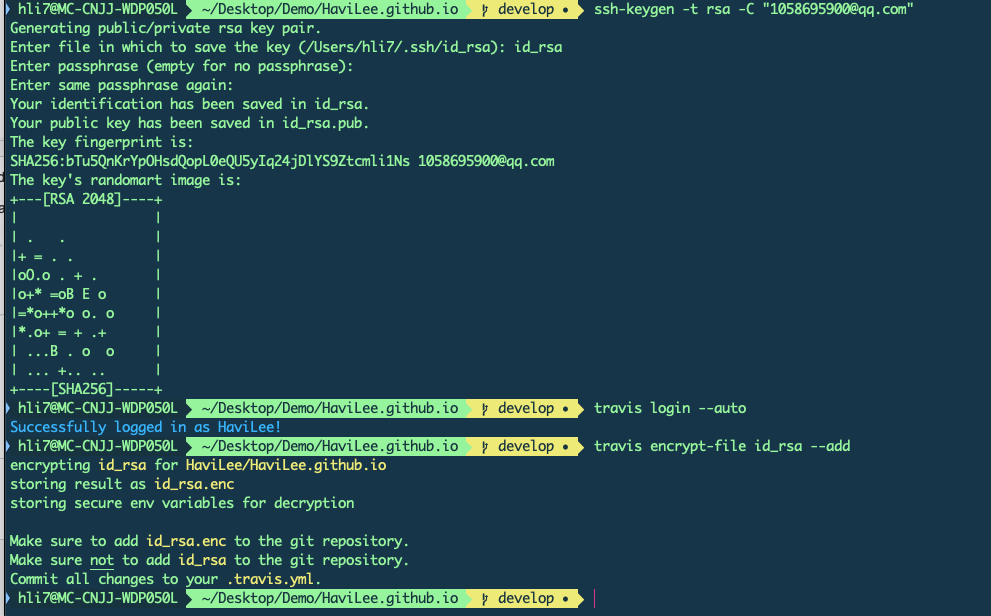 hli7@MC-CNJJ-WDP050L ~/Desktop/Demo/HaviLee.github.io develop • ssh-keygen -t rsa -C "1058695900@qq.com"
Generating public/private rsa key pair.
Enter file in which to save the key (/Users/hli7/.ssh/id_rsa): id_rsa
Enter passphrase (empty for no passphrase):
Enter same passphrase again:
Your identification has been saved in id_rsa.
Your public key has been saved in id_rsa.pub.
The key fingerprint is:
SHA256:bTu5QnKrYpOHsdQopL0eQU5yIq24jDlYS9Ztcmli1Ns 1058695900@qq.com
The key's randomart image is:
+---[RSA 2048]----+
|                 |
| .   .           |
|+ = . .          |
|oO.o . + .       |
|o+* =oB E o      |
|=*o++*o o. o     |
|*.o+ = + .+      |
| ...B . o  o     |
| ... +.. ..      |
+----[SHA256]-----+
hli7@MC-CNJJ-WDP050L ~/Desktop/Demo/HaviLee.github.io develop • travis login --auto
Successfully logged in as HaviLee!
hli7@MC-CNJJ-WDP050L ~/Desktop/Demo/HaviLee.github.io develop • travis encrypt-file id_rsa --add
encrypting id_rsa for HaviLee/HaviLee.github.io
storing result as id_rsa.enc
storing secure env variables for decryption

Make sure to add id_rsa.enc to the git repository.
Make sure not to add id_rsa to the git repository.
Commit all changes to your .travis.yml.
hli7@MC-CNJJ-WDP050L ~/Desktop/Demo/HaviLee.github.io develop •